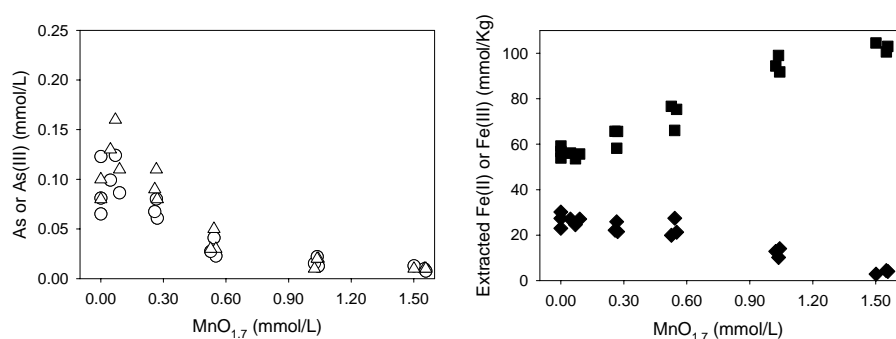 As or As(III) (mmol/L)
0.25
0.20
0.15
0.10
0.05
0.00
0.00 0.30 0.60 0.90 1.20 1.50
MnO1.7 (mmol/L)
Extracted Fe(II) or Fe(III) (mmol/Kg)
100
80
60
40
20
0
0.00 0.30 0.60 0.90 1.20 1.50
MnO1.7 (mmol/L)